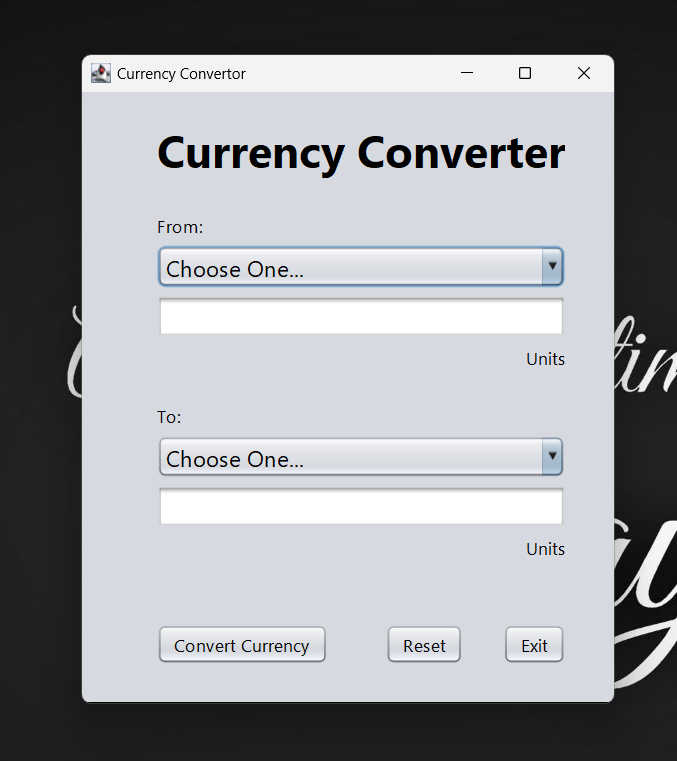 Currency Convertor
Currency Converter
From:
Choose One...
Units
To:
Choose One...
Units
Convert Currency
Reset
Exit